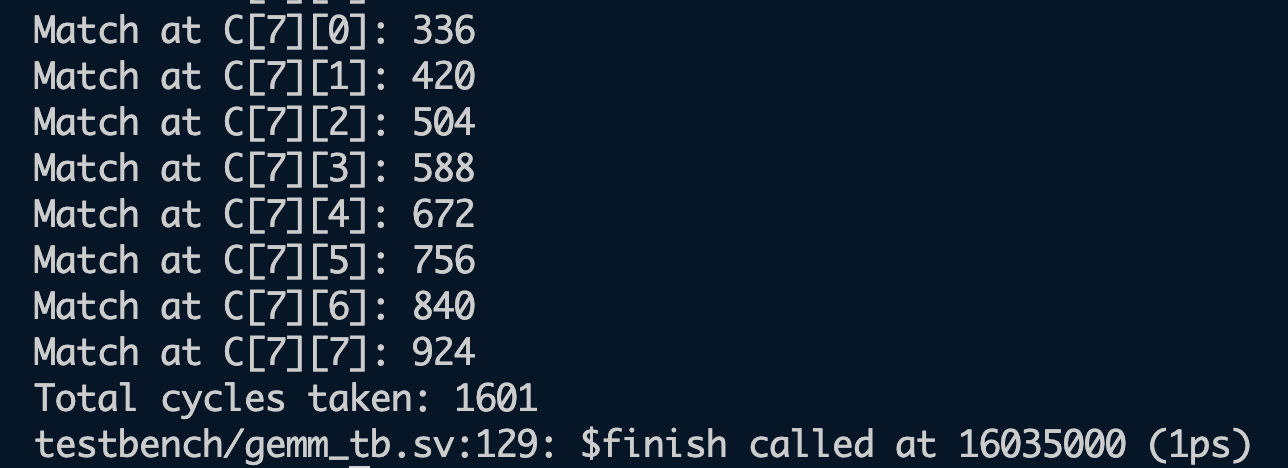 Match at C[7][0]: 336
Match at C[7][1]: 420
Match at C[7][2]: 504
Match at C[7][3]: 588
Match at C[7][4]: 672
Match at C[7][5]: 756
Match at C[7][6]: 840
Match at C[7][7]: 924
Total cycles taken: 1601
testbench/gemm_tb.sv:129: $finish called at 16035000 (1ps)